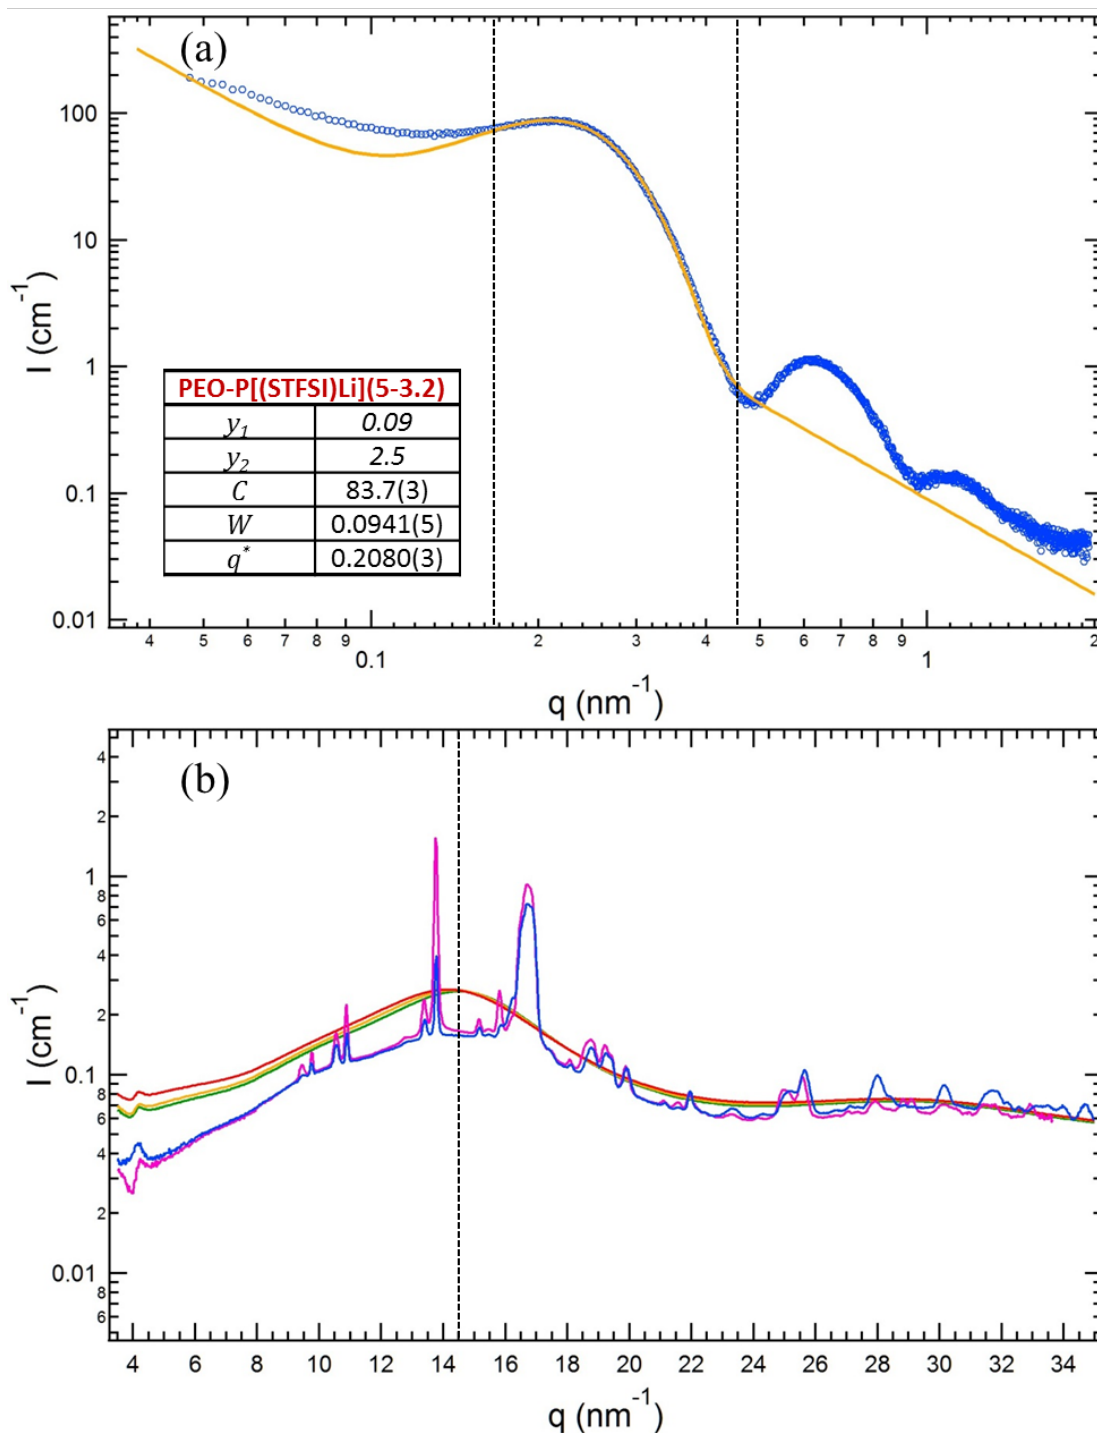 (a)
100
10
1
0.1
0.01
I (cm⁻¹)
PEO-P[(STFSI)Li](5-3.2)
y₁ 0.09
y₂ 2.5
C 83.7(3)
W 0.0941(5)
q* 0.2080(3)
4 5 6 7 8 9 2 3 4 5 6 7 8 9 2
0.1 1
q (nm⁻¹)
(b)
4
2
1
8
6
4
2
0.1
8
6
4
2
0.01
8
6
I (cm⁻¹)
4 6 8 10 12 14 16 18 20 22 24 26 28 30 32 34
q (nm⁻¹)